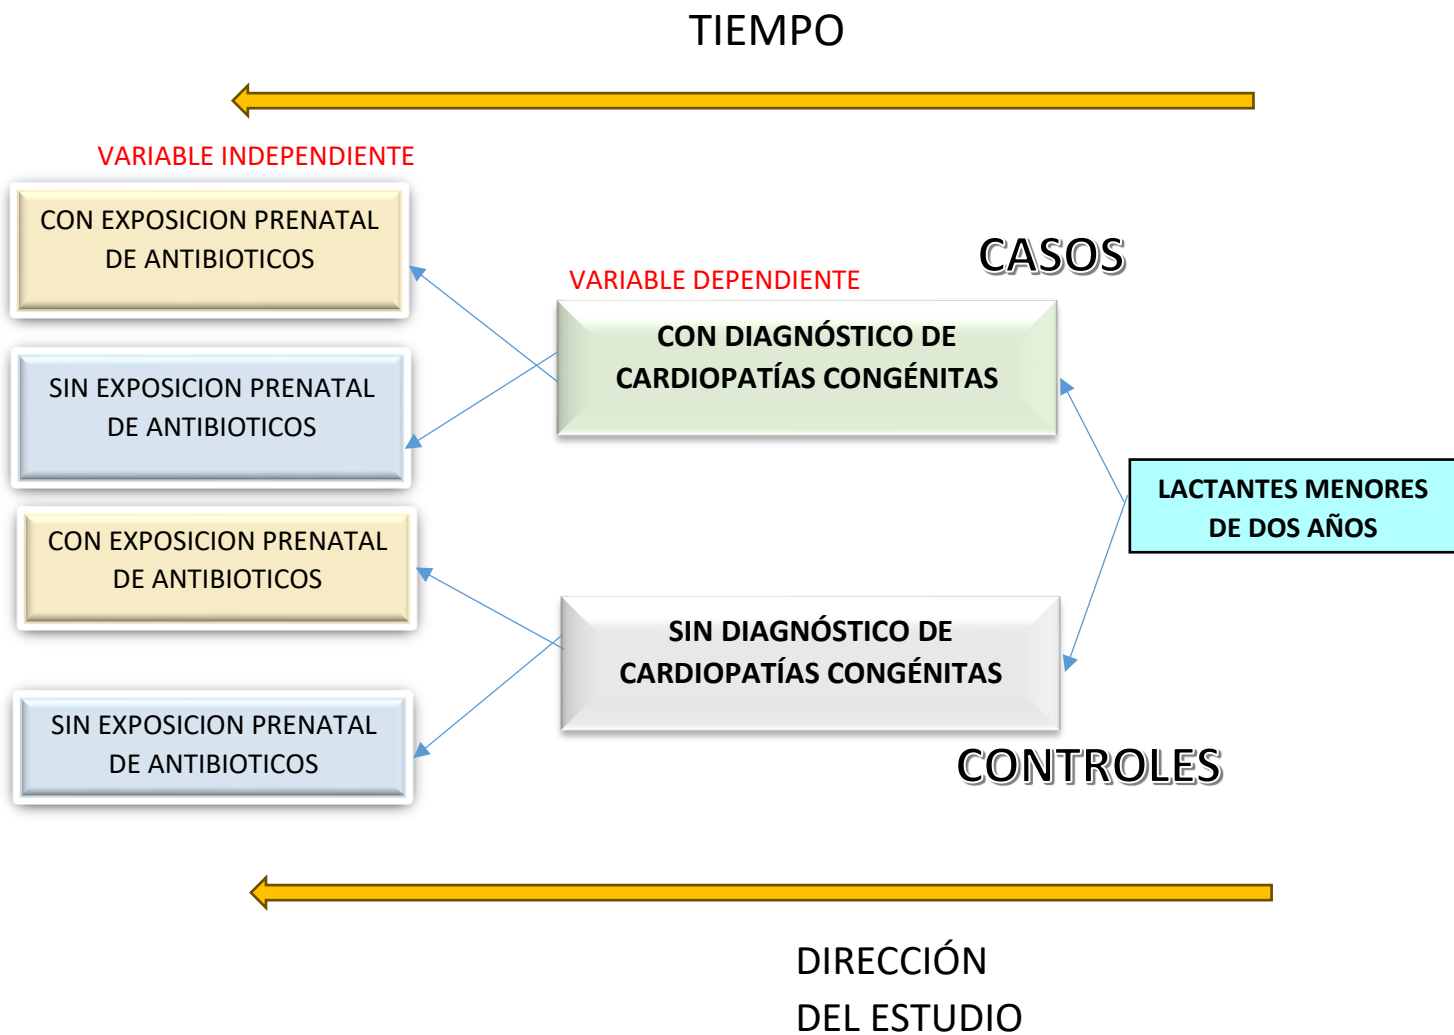 TIEMPO
VARIABLE INDEPENDIENTE
CON EXPOSICION PRENATAL
DE ANTIBIOTICOS
CASOS
VARIABLE DEPENDIENTE
CON DIAGNÓSTICO DE
CARDIOPATÍAS CONGÉNITAS
SIN EXPOSICION PRENATAL
DE ANTIBIOTICOS
LACTANTES MENORES
DE DOS AÑOS
CON EXPOSICION PRENATAL
DE ANTIBIOTICOS
SIN DIAGNÓSTICO DE
CARDIOPATÍAS CONGÉNITAS
SIN EXPOSICION PRENATAL
DE ANTIBIOTICOS
CONTROLES
DIRECCIÓN
DEL ESTUDIO